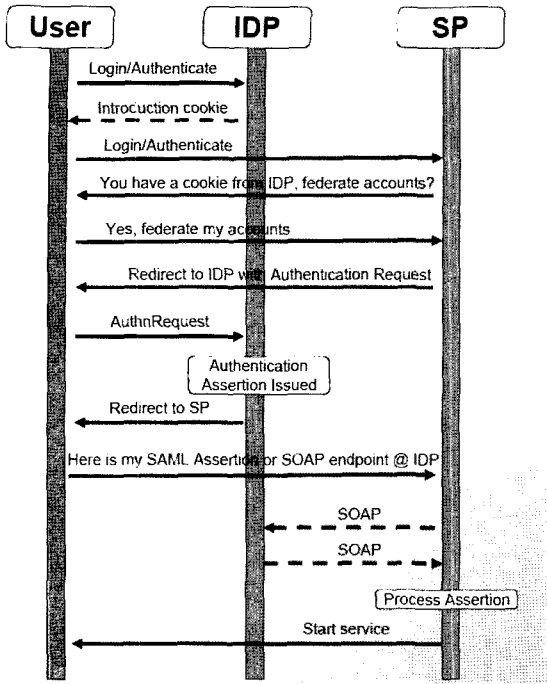 User
IDP
SP
Login/Authenticate
Introcuction cookie
Login/Authenticate
You have a cookie from IDP, federate accounts?
Yes, federate my accounts
Redirect to IDP with Authentication Request
AuthnRequest
Authentication
Assertion Issued
Redirect to SP
Here is my SAML Assertion or SOAP endpoint @ IDP
SOAP
SOAP
Process Assertion
Start service